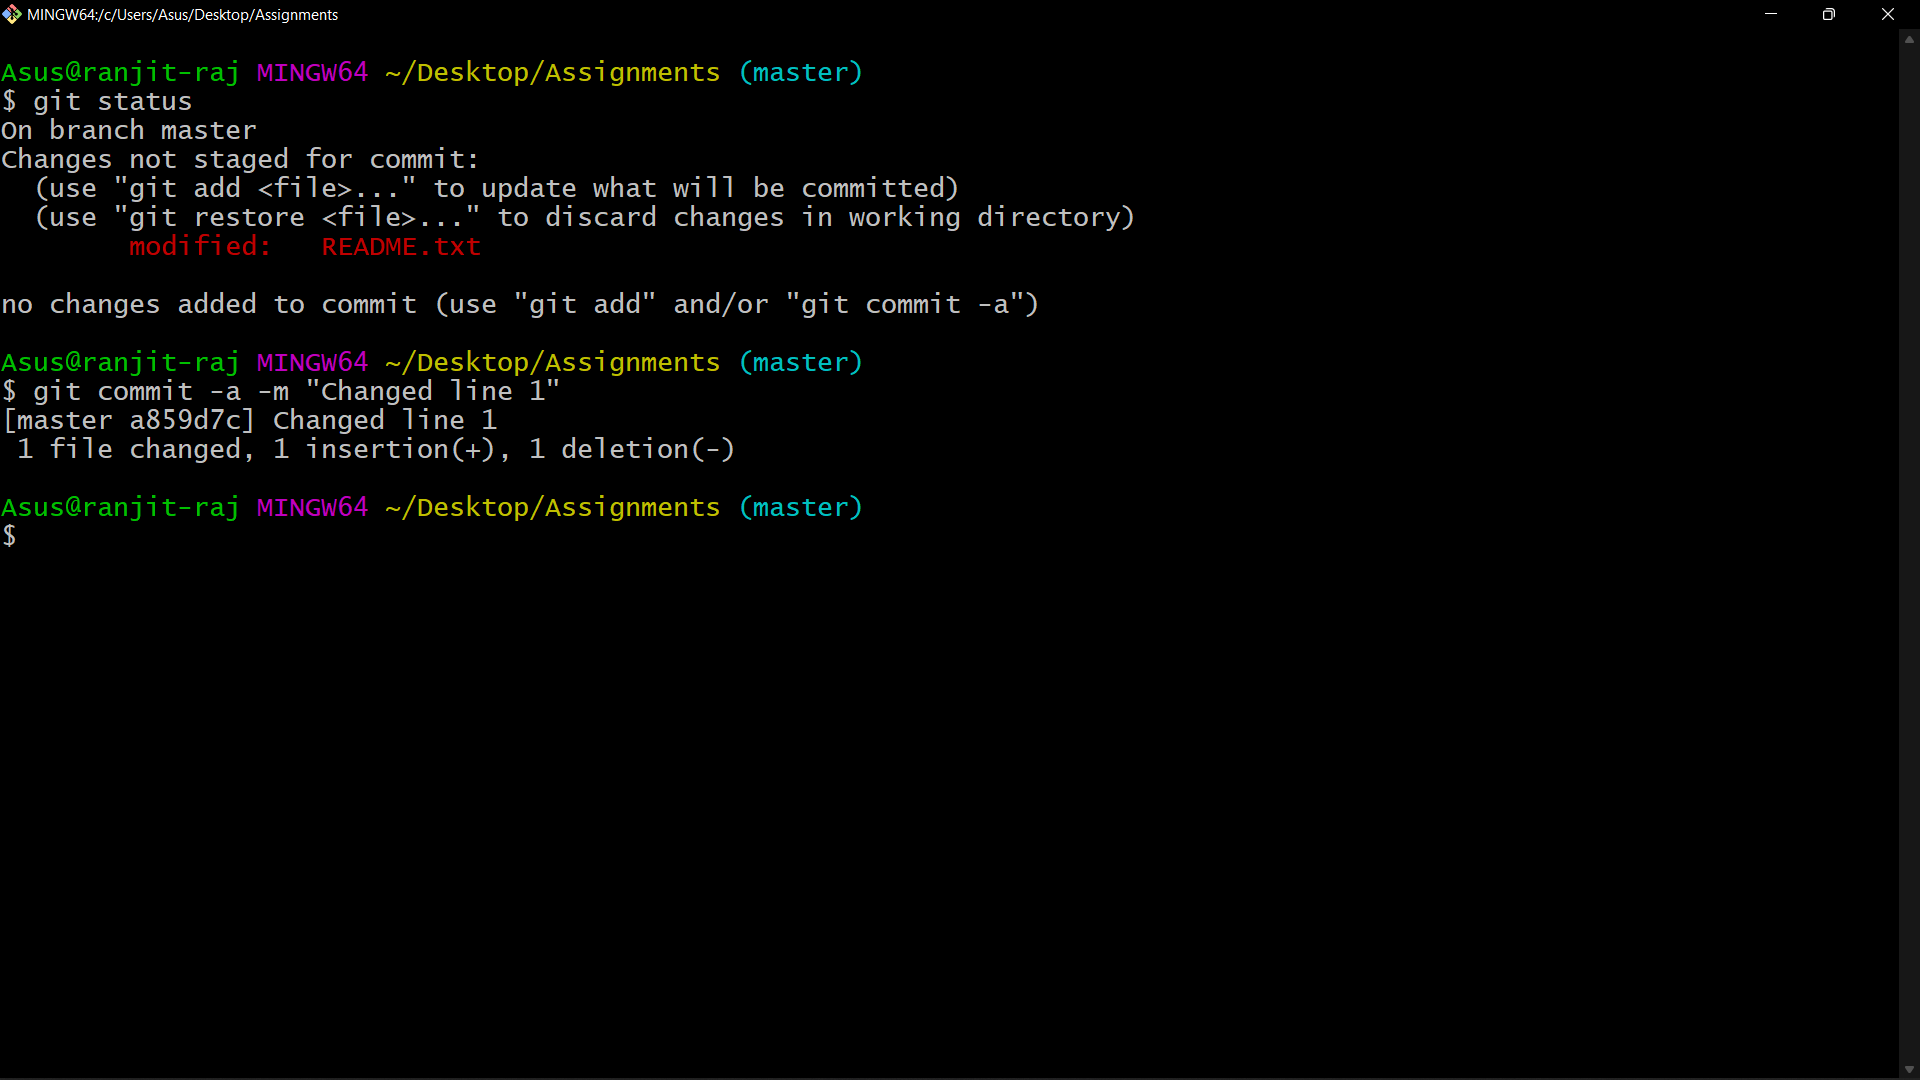 MINGW64:/c/Users/Asus/Desktop/Assignments
Asus@ranjit-raj MINGW64 ~/Desktop/Assignments (master)
$ git status
On branch master
Changes not staged for commit:
  (use "git add <file>..." to update what will be committed)
  (use "git restore <file>..." to discard changes in working directory)
        modified:   README.txt
no changes added to commit (use "git add" and/or "git commit -a")
Asus@ranjit-raj MINGW64 ~/Desktop/Assignments (master)
$ git commit -a -m "Changed line 1"
[master a859d7c] Changed line 1
 1 file changed, 1 insertion(+), 1 deletion(-)
Asus@ranjit-raj MINGW64 ~/Desktop/Assignments (master)
$